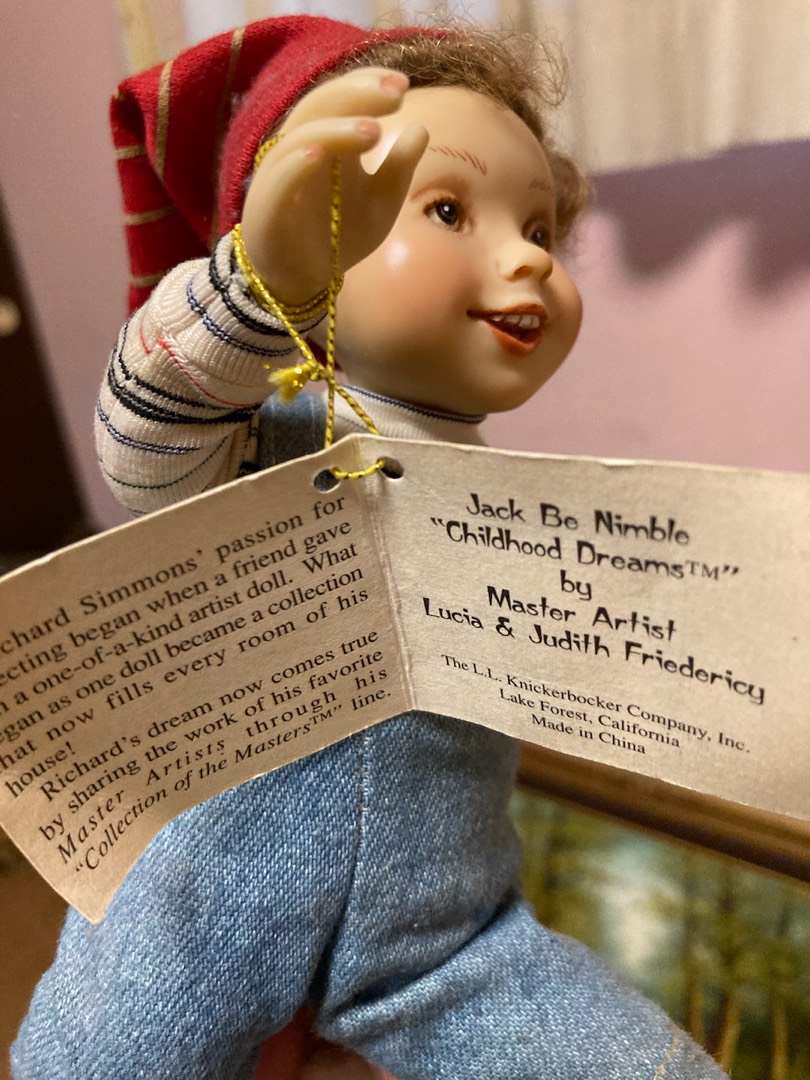 Richard Simmons' passion for
collecting began when a friend gave
a one-of-a-kind artist doll. What
began as one doll became a collection
that now fills every room of his
house!
Richard's dream now comes true
by sharing the work of his favorite
Master Artists through his
"Collection of the Masters™" line.
Jack Be Nimble
"Childhood Dreams™"
by
Master Artist
Lucia & Judith Friedericy
The L.L. Knickerbocker Company, Inc.
Lake Forest, California
Made in China